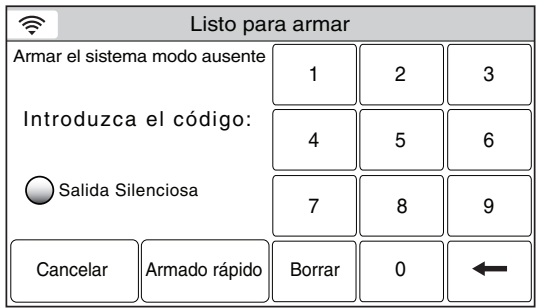 Listo para armar
Armar el sistema modo ausente
1 2 3
Introduzca el código:
4 5 6
Salida Silenciosa
7 8 9
Cancelar Armado rápido Borrar 0